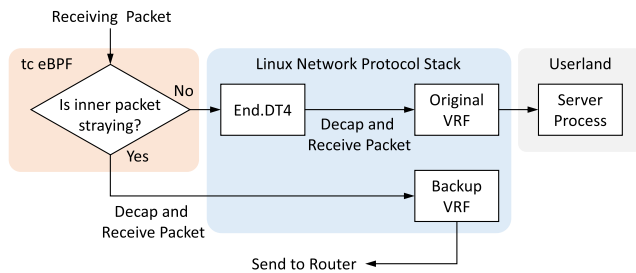 Receiving Packet
tc eBPF
Linux Network Protocol Stack
Userland
Is inner packet
straying?
No
Yes
End.DT4
Decap and
Receive Packet
Original
VRF
Server
Process
Decap and
Receive Packet
Backup
VRF
Send to Router